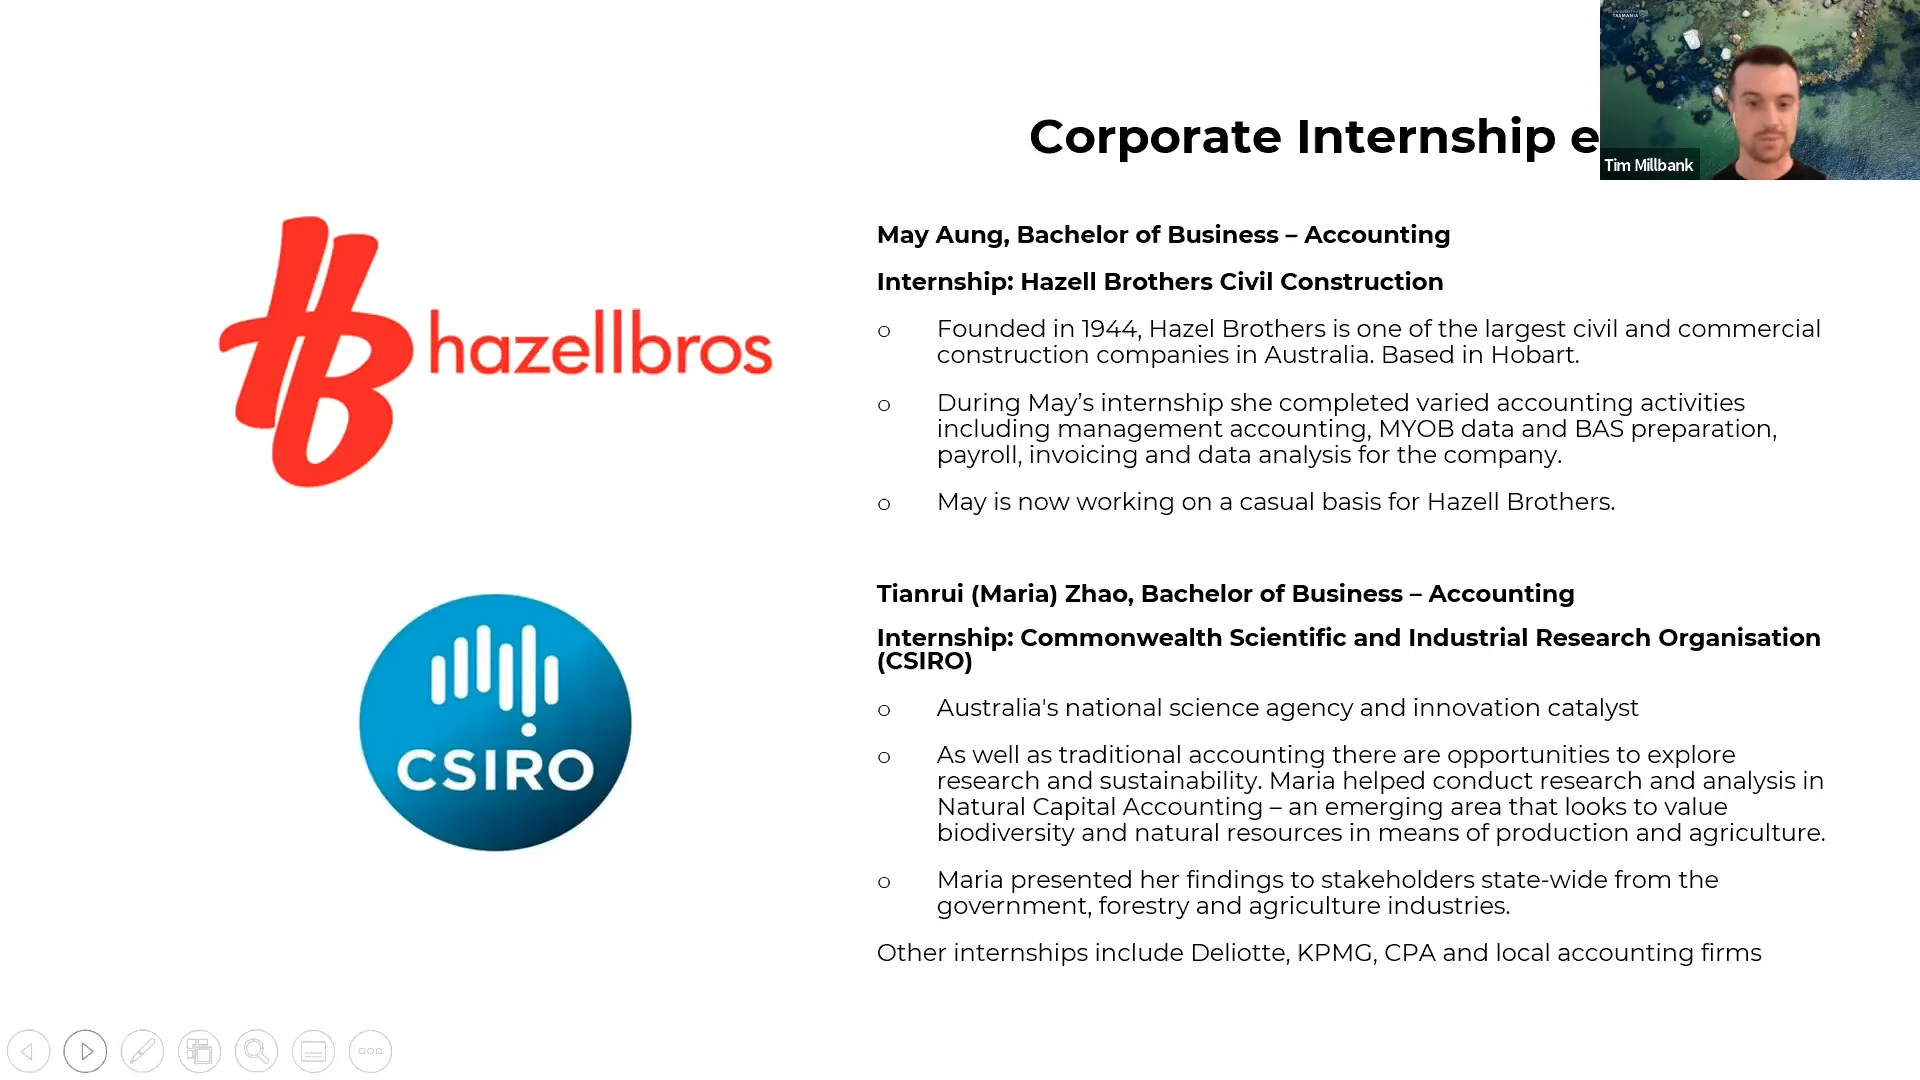 TASMANIA
Corporate Internship e
Tim Millbank
hazellbros
May Aung, Bachelor of Business – Accounting
Internship: Hazell Brothers Civil Construction
o Founded in 1944, Hazel Brothers is one of the largest civil and commercial
construction companies in Australia. Based in Hobart.
o During May’s internship she completed varied accounting activities
including management accounting, MYOB data and BAS preparation,
payroll, invoicing and data analysis for the company.
o May is now working on a casual basis for Hazell Brothers.
CSIRO
Tianrui (Maria) Zhao, Bachelor of Business – Accounting
Internship: Commonwealth Scientific and Industrial Research Organisation
(CSIRO)
o Australia's national science agency and innovation catalyst
o As well as traditional accounting there are opportunities to explore
research and sustainability. Maria helped conduct research and analysis in
Natural Capital Accounting – an emerging area that looks to value
biodiversity and natural resources in means of production and agriculture.
o Maria presented her findings to stakeholders state-wide from the
government, forestry and agriculture industries.
Other internships include Deliotte, KPMG, CPA and local accounting firms